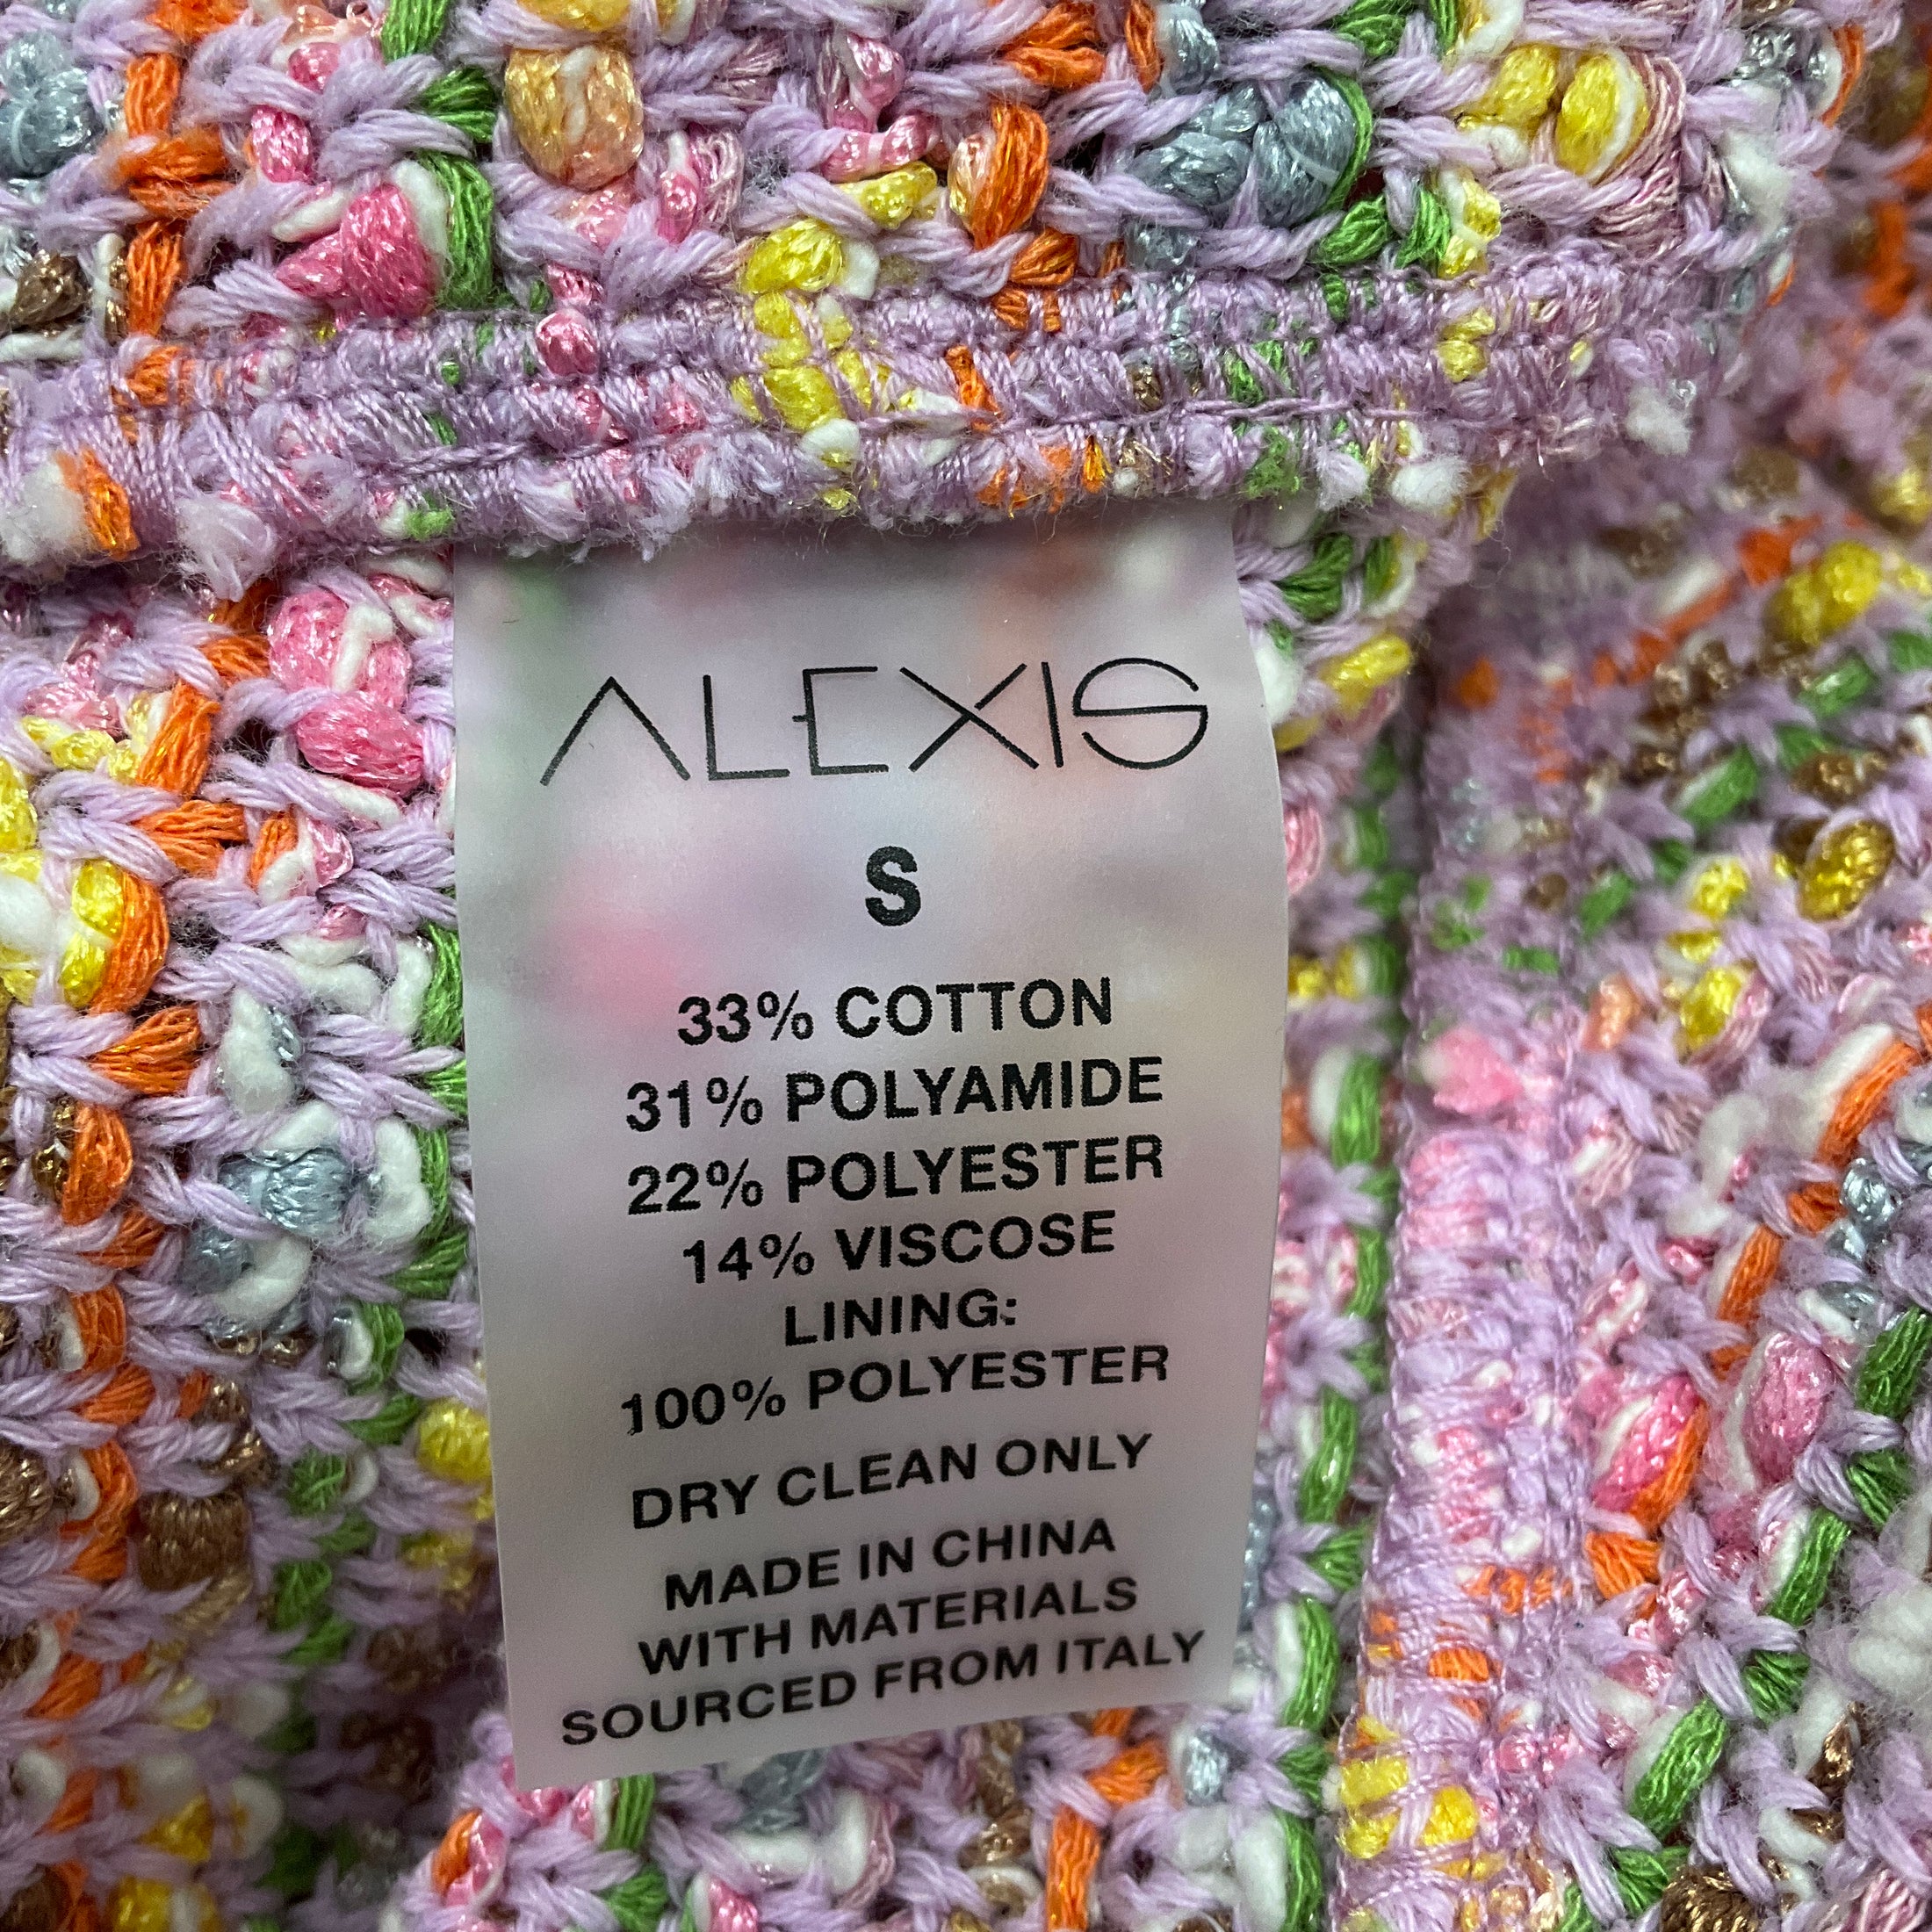 ALEXIS
S
33% COTTON
31% POLYAMIDE
22% POLYESTER
14% VISCOSE
LINING:
100% POLYESTER
DRY CLEAN ONLY
MADE IN CHINA
WITH MATERIALS
SOURCED FROM ITALY